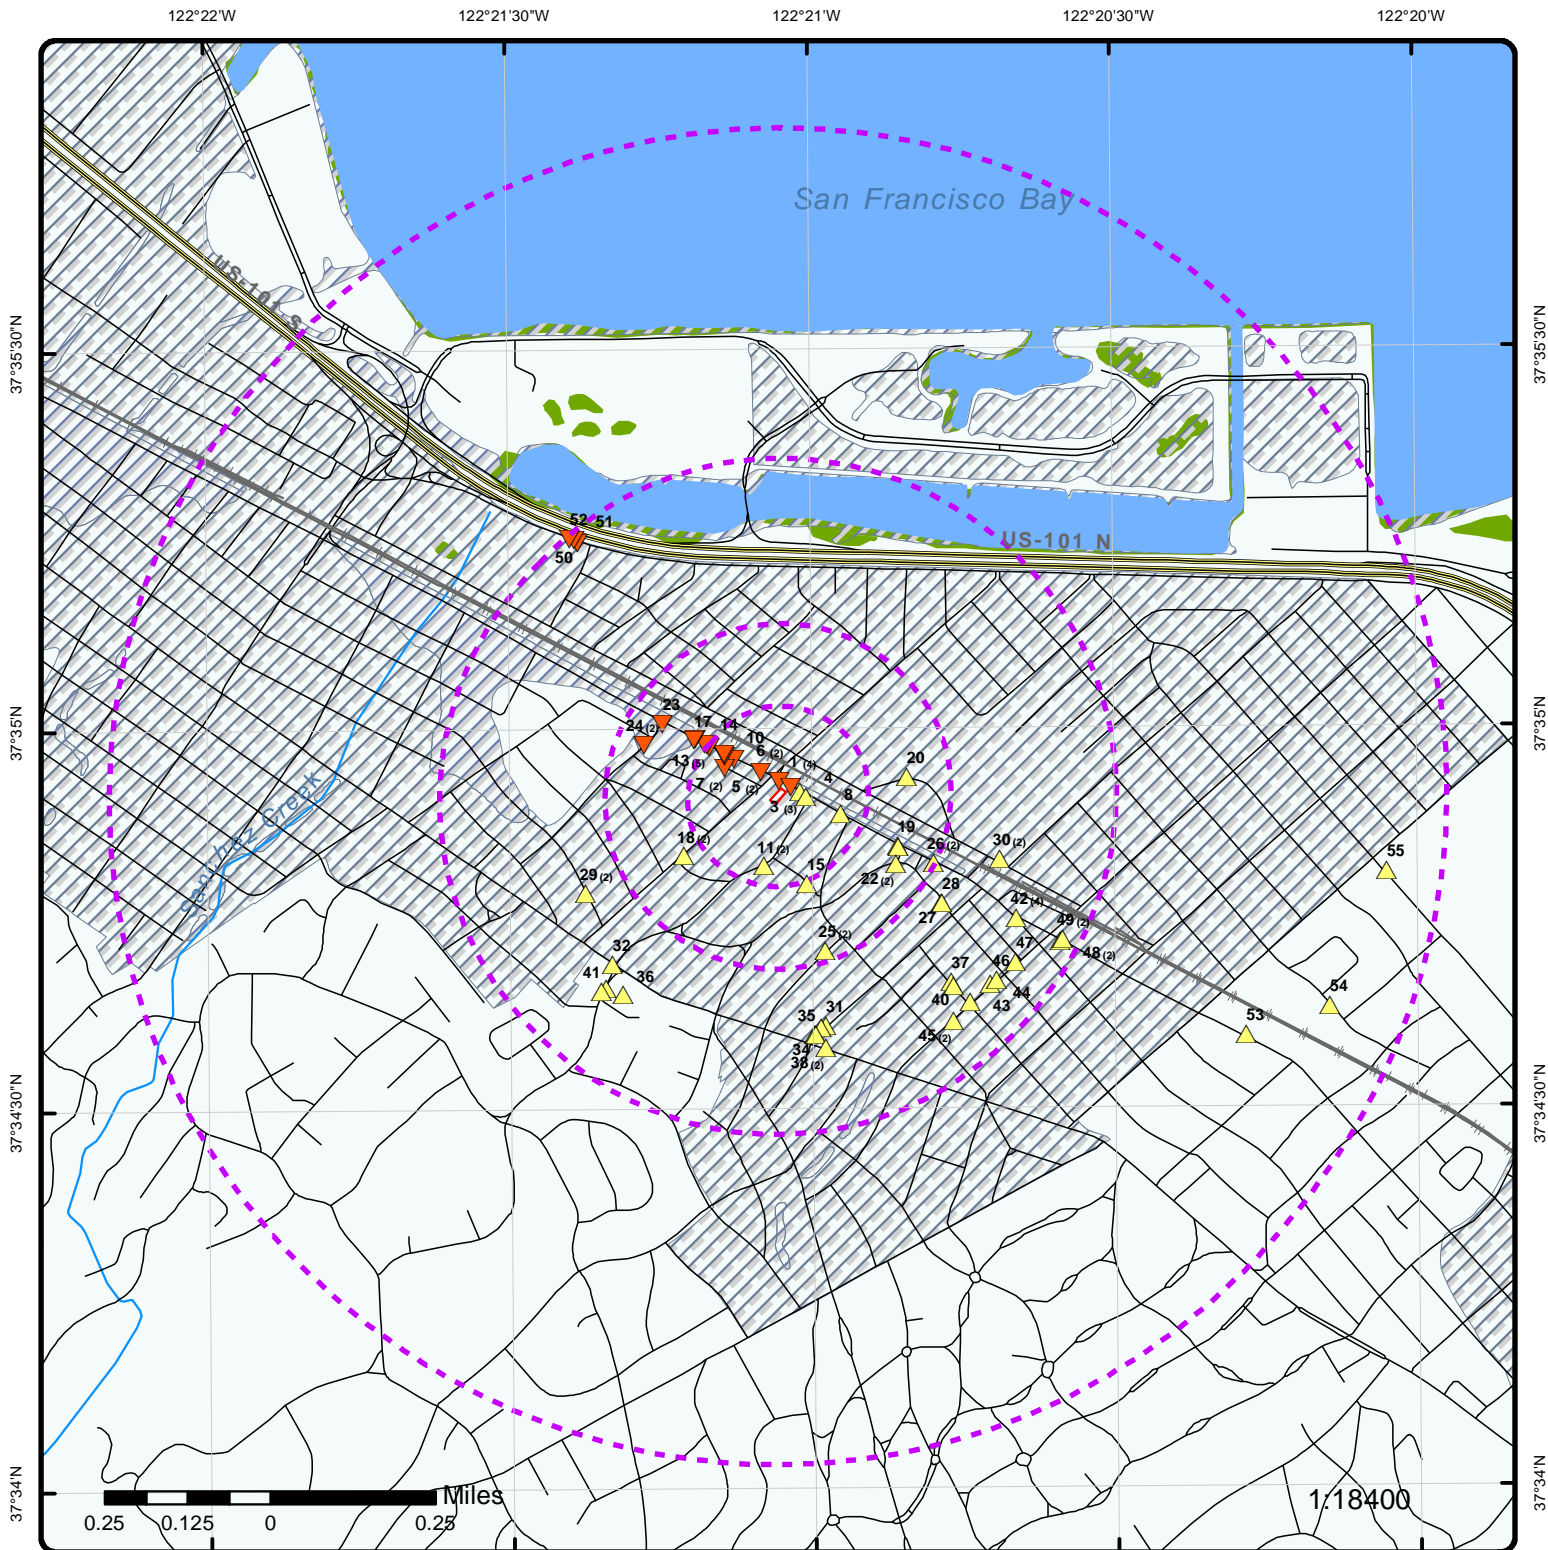 122°22'W 122°21'30"W 122°21'W 122°20'30"W 122°20'W
San Francisco Bay
US-101 S
37°35'30"N 37°35'30"N
52 51
50
US-101 N
23
24 (2) 17 14
10
13 (5) 6 (2)
7 (2) 5 (2) 1 (4)
3 (3) 4
8
20
37°35'N 37°35'N
Sanchez Creek
18 (2) 11 (2) 15
19
22 (2) 26 (2) 30 (2)
55
29 (2)
27 28
42 (4) 49 (2)
48 (2)
25 (2)
32
41 36
37 46 47
40 43 44
45 (2)
35 31
34
38 (2)
53 54
37°34'30"N 37°34'30"N
37°34'N 37°34'N
Miles
0.25 0.125 0 0.25
1:18400